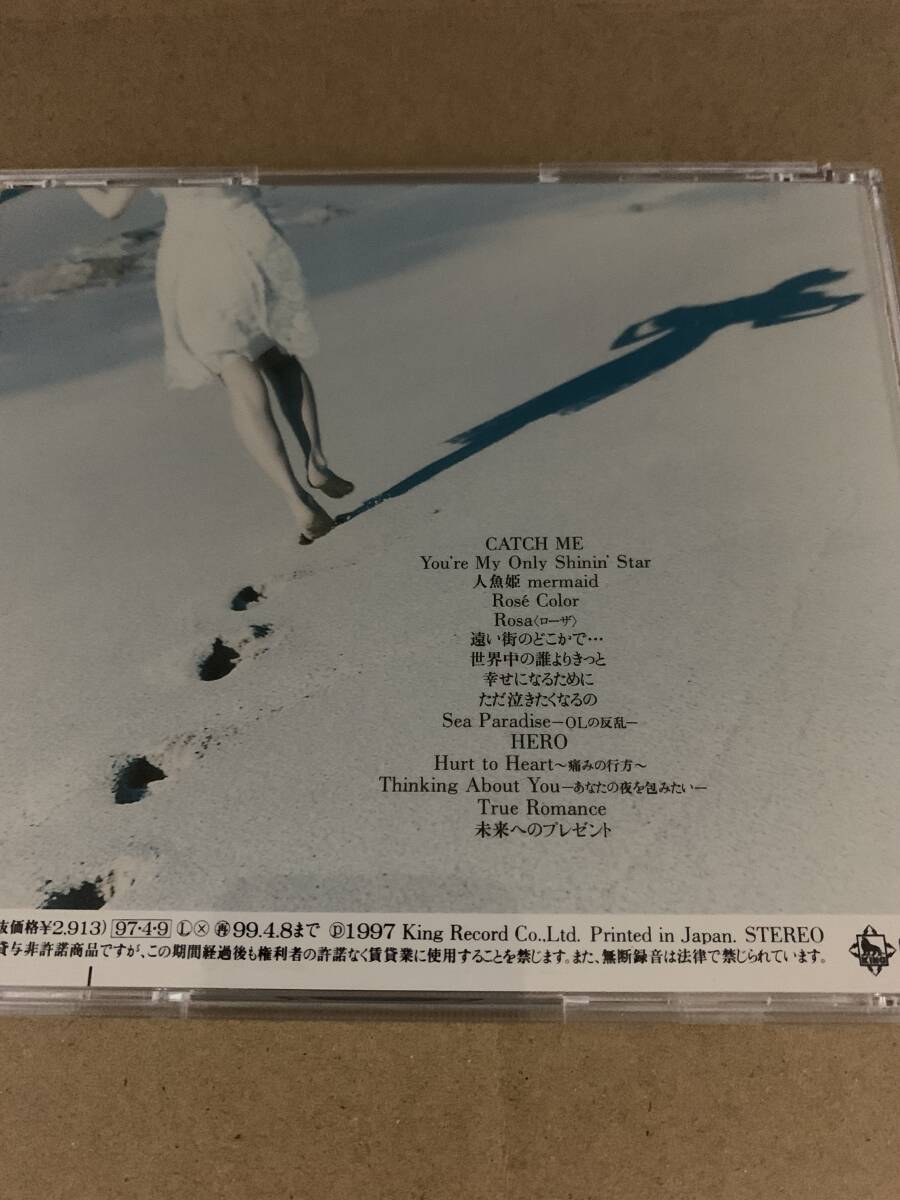 CATCH ME
You're My Only Shinin' Star
人魚姫 mermaid
Rosé Color
Rosa〈ローザ〉
遠い街のどこかで…
世界中の誰よりきっと
幸せになるために
ただ泣きたくなるの
Sea Paradise－OLの反乱－
HERO
Hurt to Heart～痛みの行方～
Thinking About You－あなたの夜を包みたい－
True Romance
未来へのプレゼント
抜価格¥2,913) 97・4・9 Ⓛ ⓧ ㊞99.4.8まで Ⓟ1997 King Record Co.,Ltd. Printed in Japan. STEREO
貸与非許諾商品ですが、この期間経過後も権利者の許諾なく賃貸業に使用することを禁じます。また、無断録音は法律で禁じられています。
KING